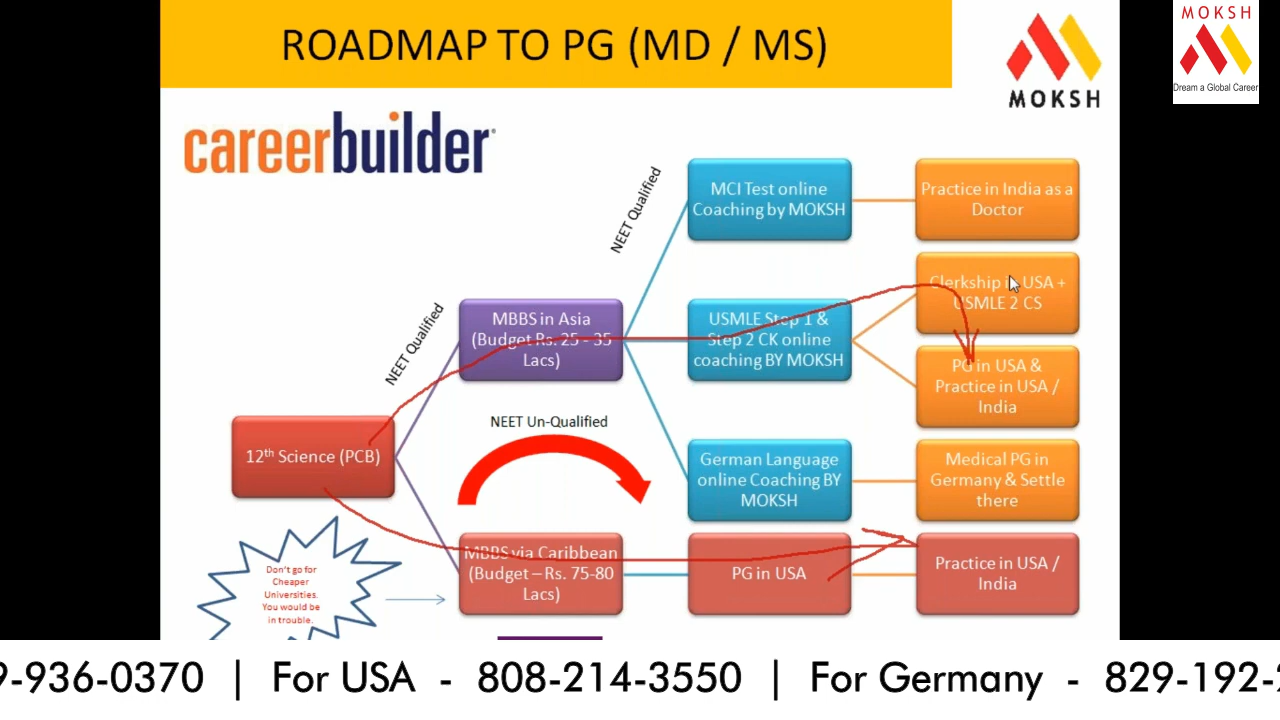 ROADMAP TO PG (MD / MS)
MOKSH
MOKSH
Dream a Global Career
careerbuilder
NEET Qualified
MCI Test online
Coaching by MOKSH
Practice in India as a
Doctor
Clerkship in USA +
USMLE 2 CS
NEET Qualified
MBBS in Asia
(Budget Rs. 25 - 35
Lacs)
USMLE Step 1 &
Step 2 CK online
coaching BY MOKSH
PG in USA &
Practice in USA /
India
NEET Un-Qualified
12th Science (PCB)
German Language
online Coaching BY
MOKSH
Medical PG in
Germany & Settle
there
MBBS via Caribbean
(Budget – Rs. 75-80
Lacs)
PG in USA
Practice in USA /
India
Don't go for
Cheaper
Universities.
You would be
in trouble.
9-936-0370 | For USA - 808-214-3550 | For Germany - 829-192-2